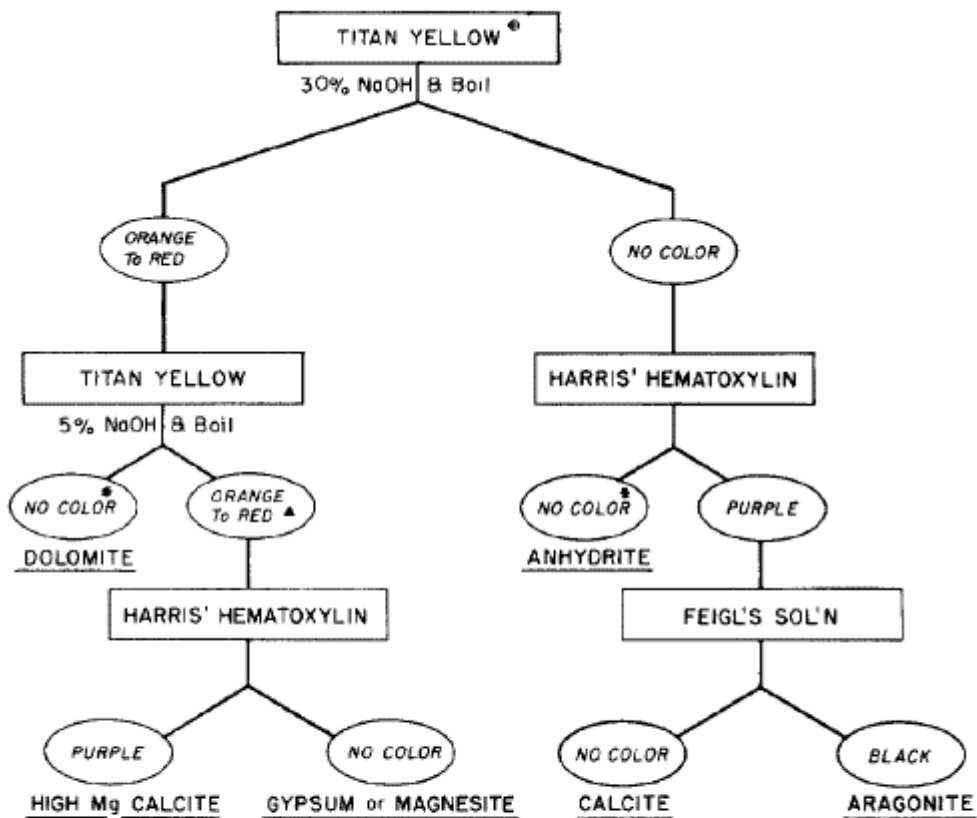 TITAN YELLOW
30% NaOH & Boil
ORANGE
To RED
NO COLOR
TITAN YELLOW
HARRIS' HEMATOXYLIN
5% NaOH & Boil
NO COLOR *
ORANGE
To RED ▲
NO COLOR *
PURPLE
DOLOMITE
ANHYDRITE
HARRIS' HEMATOXYLIN
FEIGL'S SOL'N
PURPLE
NO COLOR
NO COLOR
BLACK
HIGH Mg CALCITE
GYPSUM or MAGNESITE
CALCITE
ARAGONITE